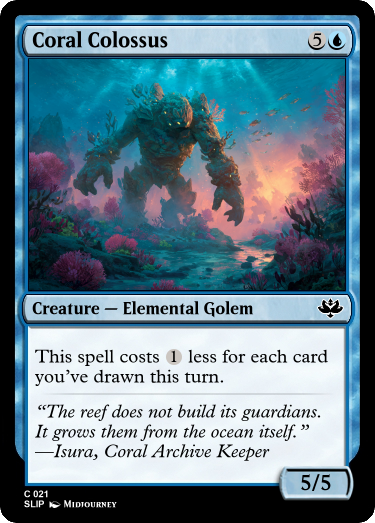 Coral Colossus 5
Creature — Elemental Golem
This spell costs 1 less for each card
you’ve drawn this turn.
“The reef does not build its guardians.
It grows them from the ocean itself.”
—Isura, Coral Archive Keeper
5/5
C 021
SLIP Midjourney